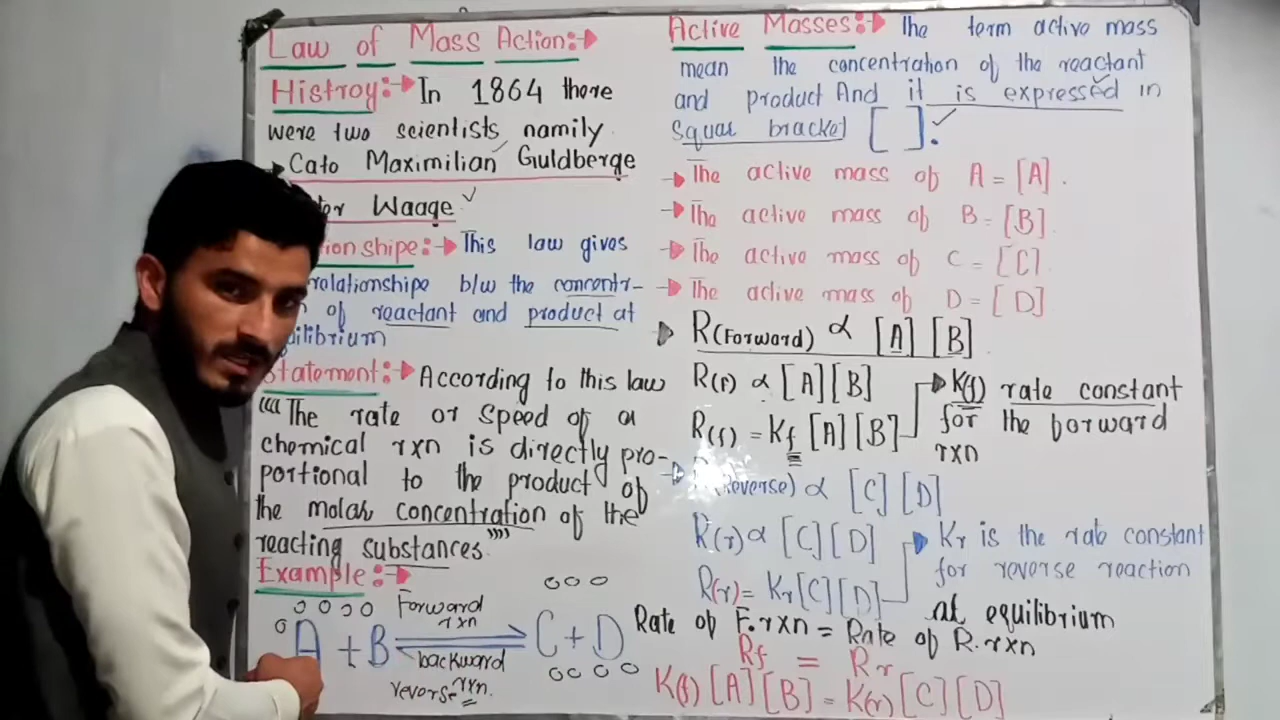 Law of Mass Action:
Histroy: In 1864 there
were two scientists namily
Cato Maximilian Guldberge
Waage
This law gives
relationshipe b/w the concentr-
of reactant and product at
Statement: According to this law
"" The rate or speed of a
chemical rxn is directly pro-
portional to the product of
the molar concentration of the
reacting substances. ""
Example:
Forward
rxn
A + B ⇌ C + D
backward
reverse rxn.
Active Masses: The term active mass
mean the concentration of the reactant
and product And it is expressed in
Squar bracket [ ].
The active mass of A = [A].
The active mass of B = [B].
The active mass of C = [C]
The active mass of D = [D]
R(Forward) ∝ [A] [B]
R(f) ∝ [A] [B]
R(f) = Kf [A] [B]
K(f) rate constant
for the forward
rxn
(Reverse) ∝ [C] [D]
R(r) ∝ [C] [D]
R(r) = Kr [C] [D]
Kr is the rate constant
for reverse reaction
at equilibrium
Rate of F.rxn = Rate of R.rxn
Rf = Rr
K(f) [A] [B] = K(r) [C] [D]